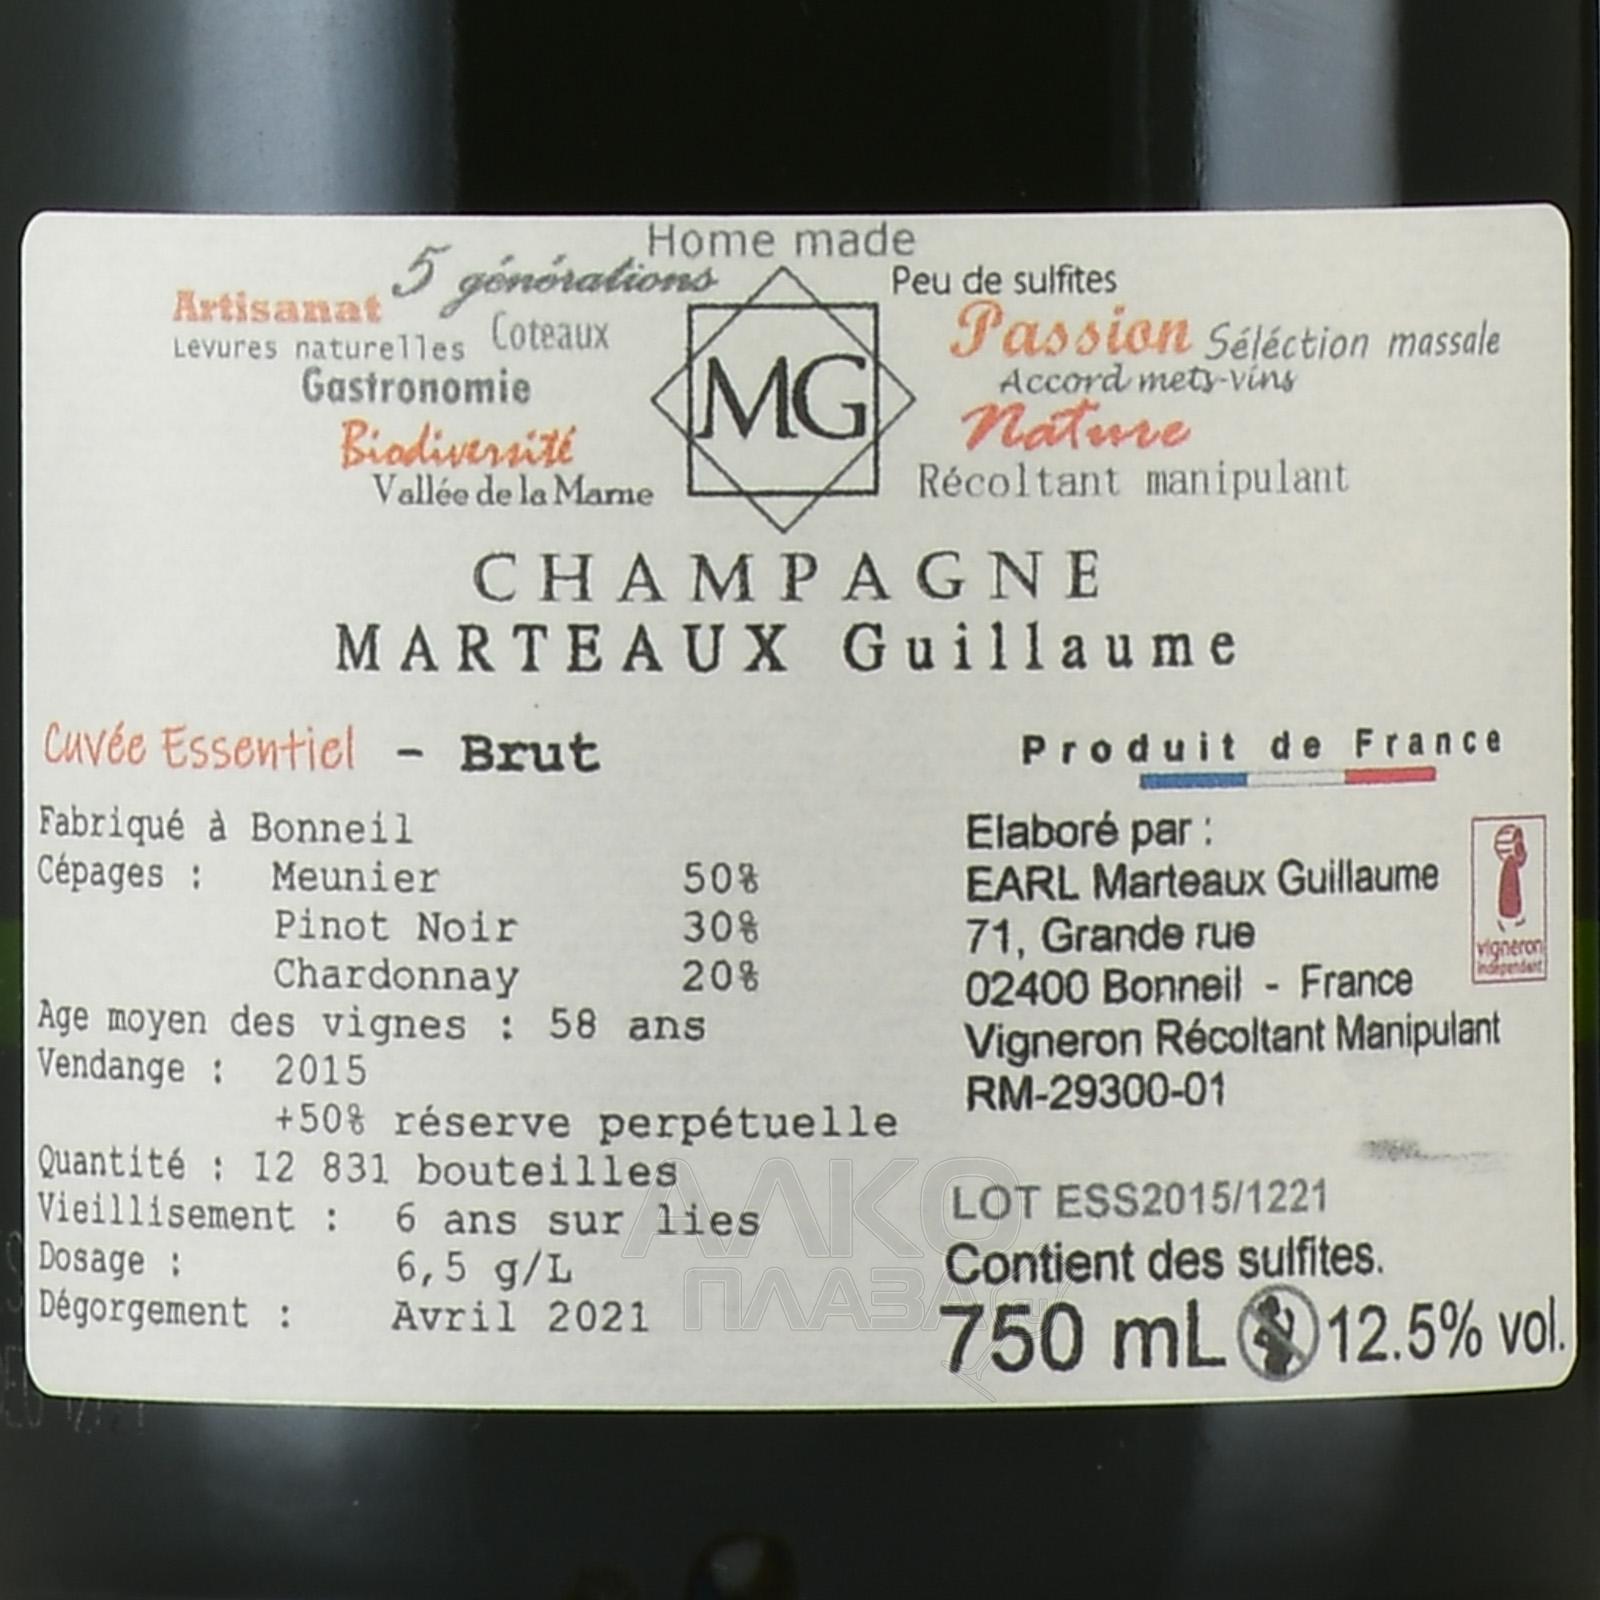 Home made
5 générations
Peu de sulfites
Artisanat
Levures naturelles
Coteaux
Passion
Séléction massale
Gastronomie
Accord mets-vins
Biodiversité
Nature
Vallée de la Marne
Récoltant manipulant
MG
CHAMPAGNE
MARTEAUX Guillaume
Cuvée Essentiel - Brut
Fabriqué à Bonneil
Cépages : Meunier 50%
Pinot Noir 30%
Chardonnay 20%
Age moyen des vignes : 58 ans
Vendange : 2015
+50% réserve perpétuelle
Quantité : 12 831 bouteilles
Vieillisement : 6 ans sur lies
Dosage : 6,5 g/L
Dégorgement : Avril 2021
Produit de France
Elaboré par :
EARL Marteaux Guillaume
71, Grande rue
02400 Bonneil - France
Vigneron Récoltant Manipulant
RM-29300-01
vigneron
indépendant
LOT ESS2015/1221
Contient des sulfites.
750 mL 12.5% vol.
АЛКО
ПЛАЗА